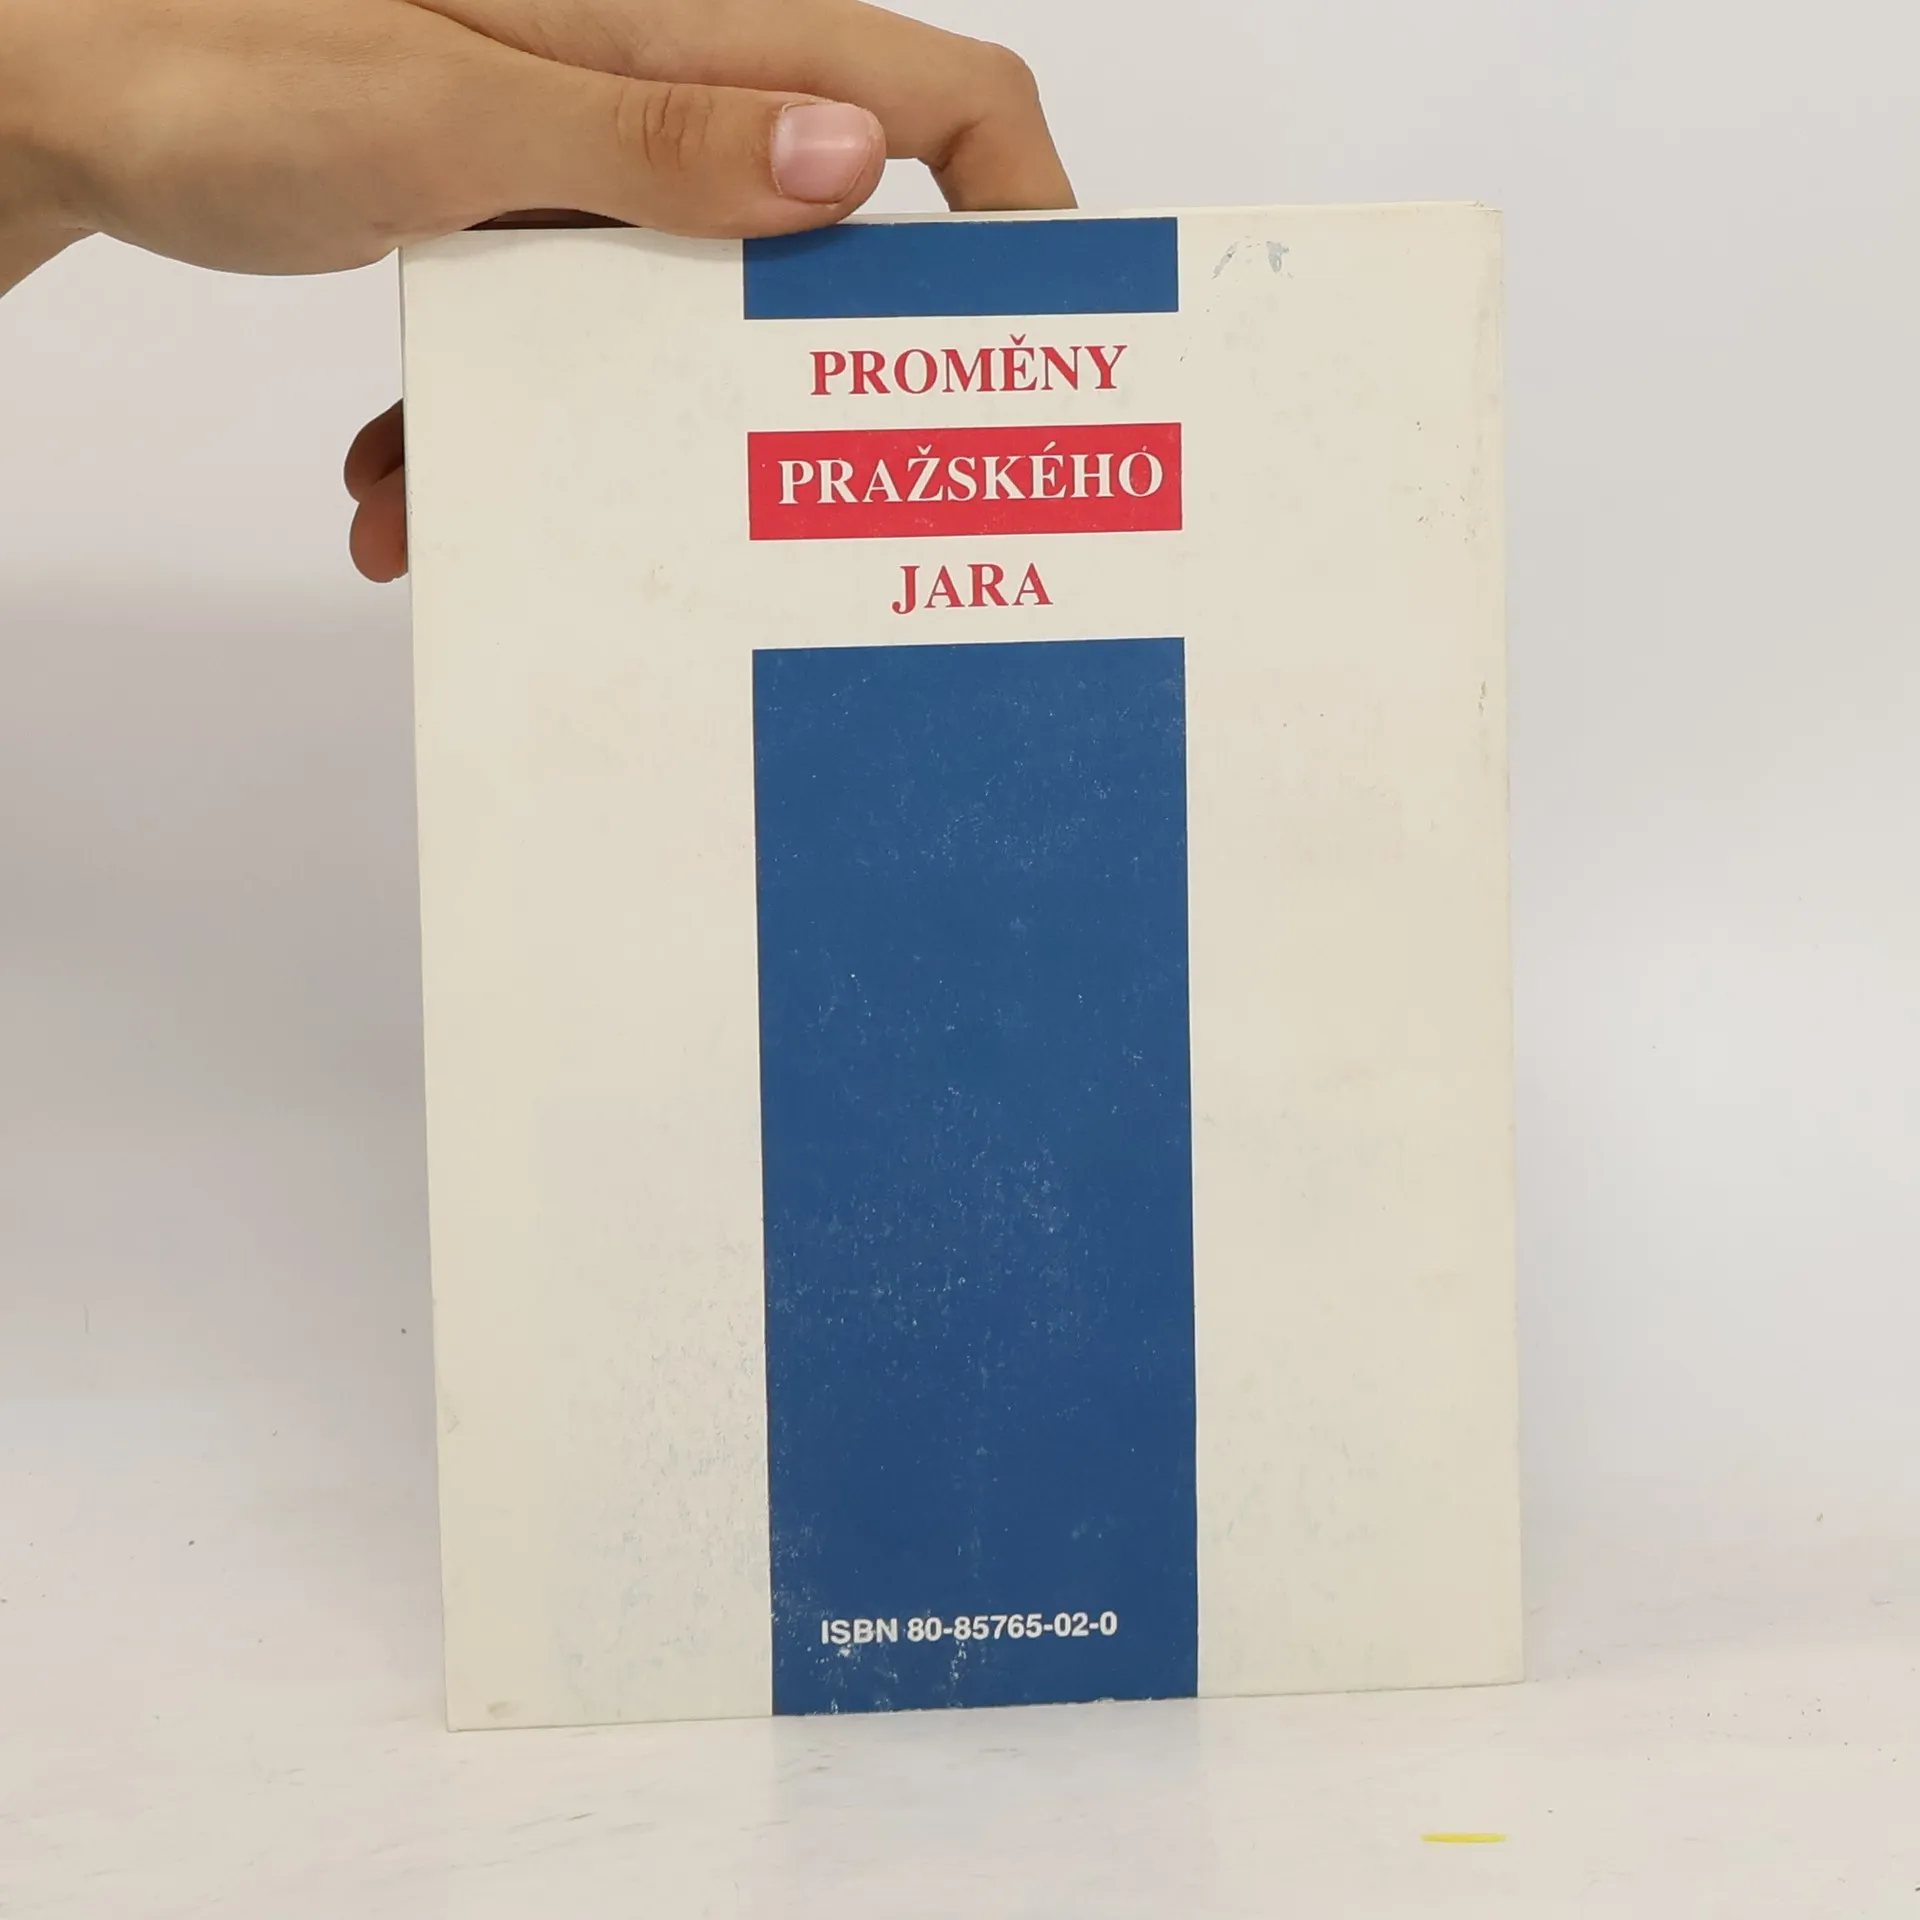 PROMĚNY
PRAŽSKÉHO
JARA
ISBN 80-85765-02-0